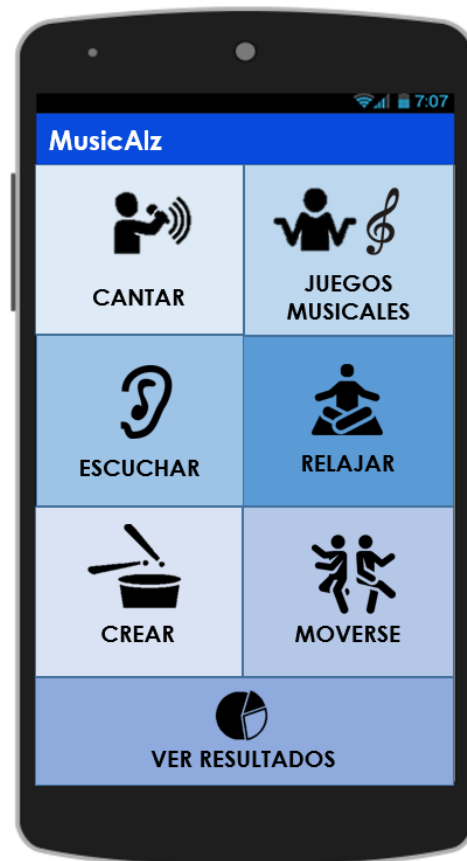 7:07
MusicAlz
CANTAR
JUEGOS
MUSICALES
ESCUCHAR
RELAJAR
CREAR
MOVERSE
VER RESULTADOS